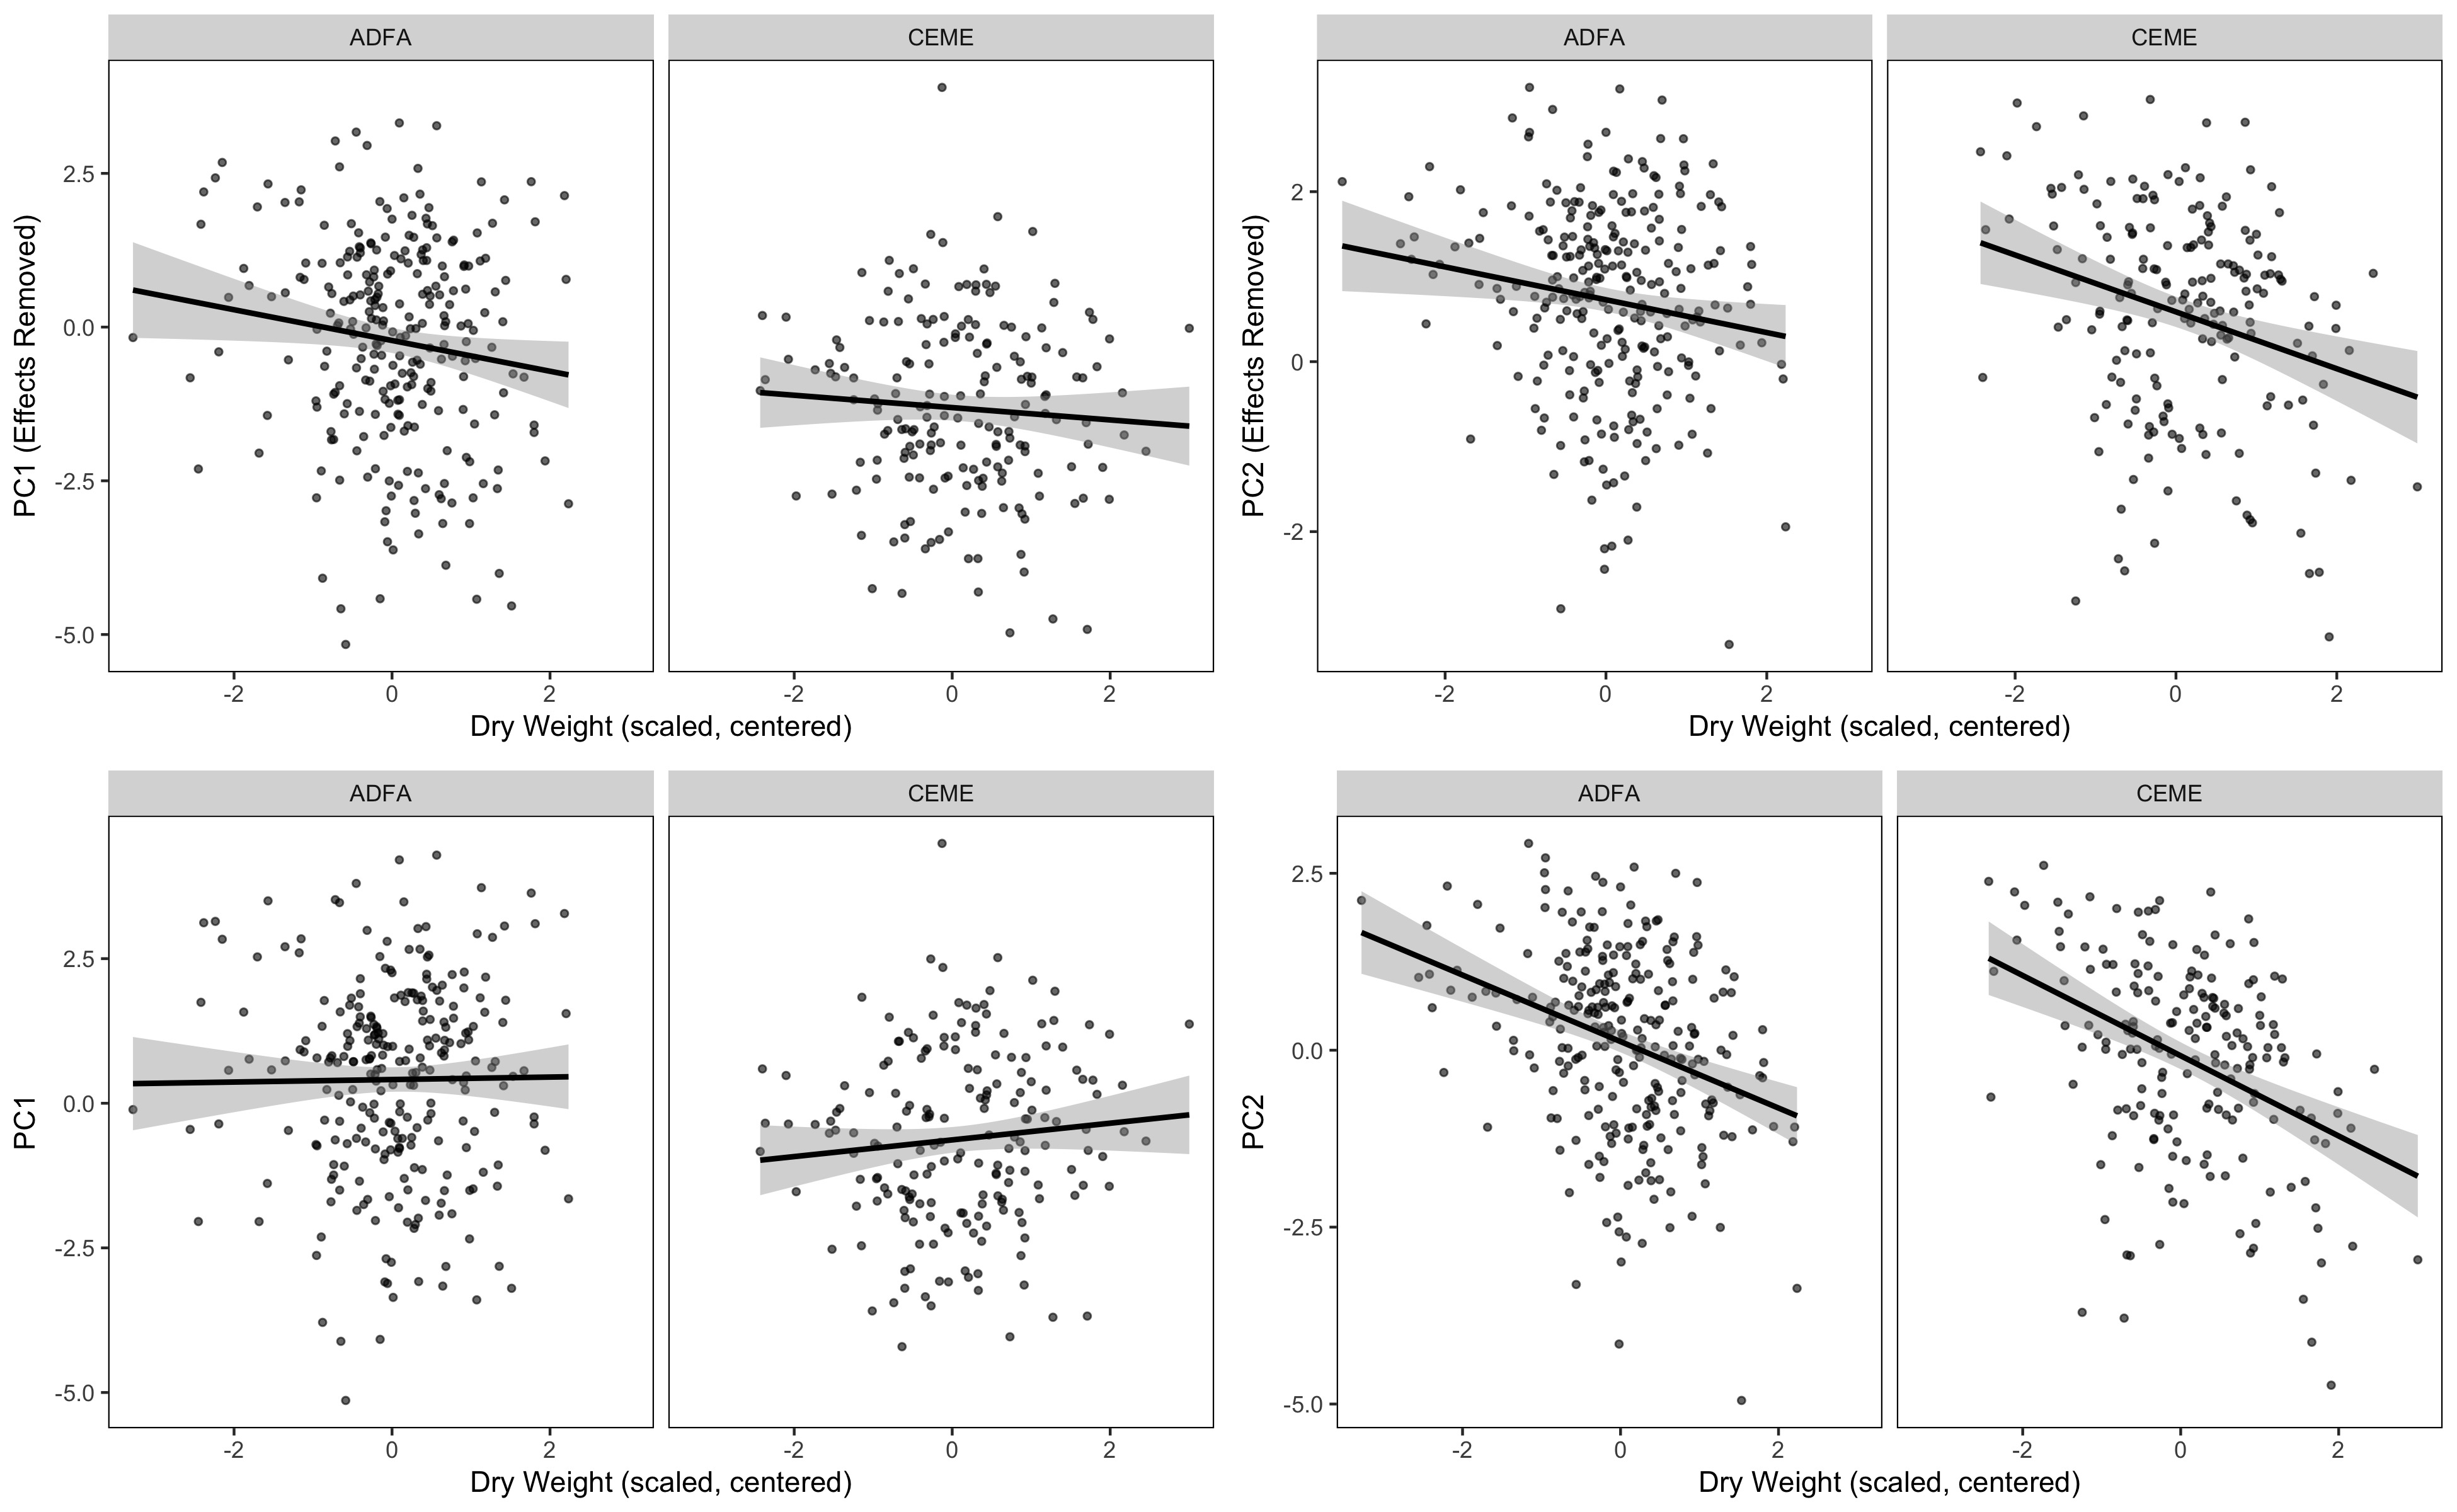 ADFA CEME ADFA CEME
PC1 (Effects Removed)
2.5
0.0
-2.5
-5.0
-2 0 2 -2 0 2
Dry Weight (scaled, centered)
PC2 (Effects Removed)
2
0
-2
-2 0 2 -2 0 2
Dry Weight (scaled, centered)
ADFA CEME ADFA CEME
PC1
2.5
0.0
-2.5
-5.0
-2 0 2 -2 0 2
Dry Weight (scaled, centered)
PC2
2.5
0.0
-2.5
-5.0
-2 0 2 -2 0 2
Dry Weight (scaled, centered)